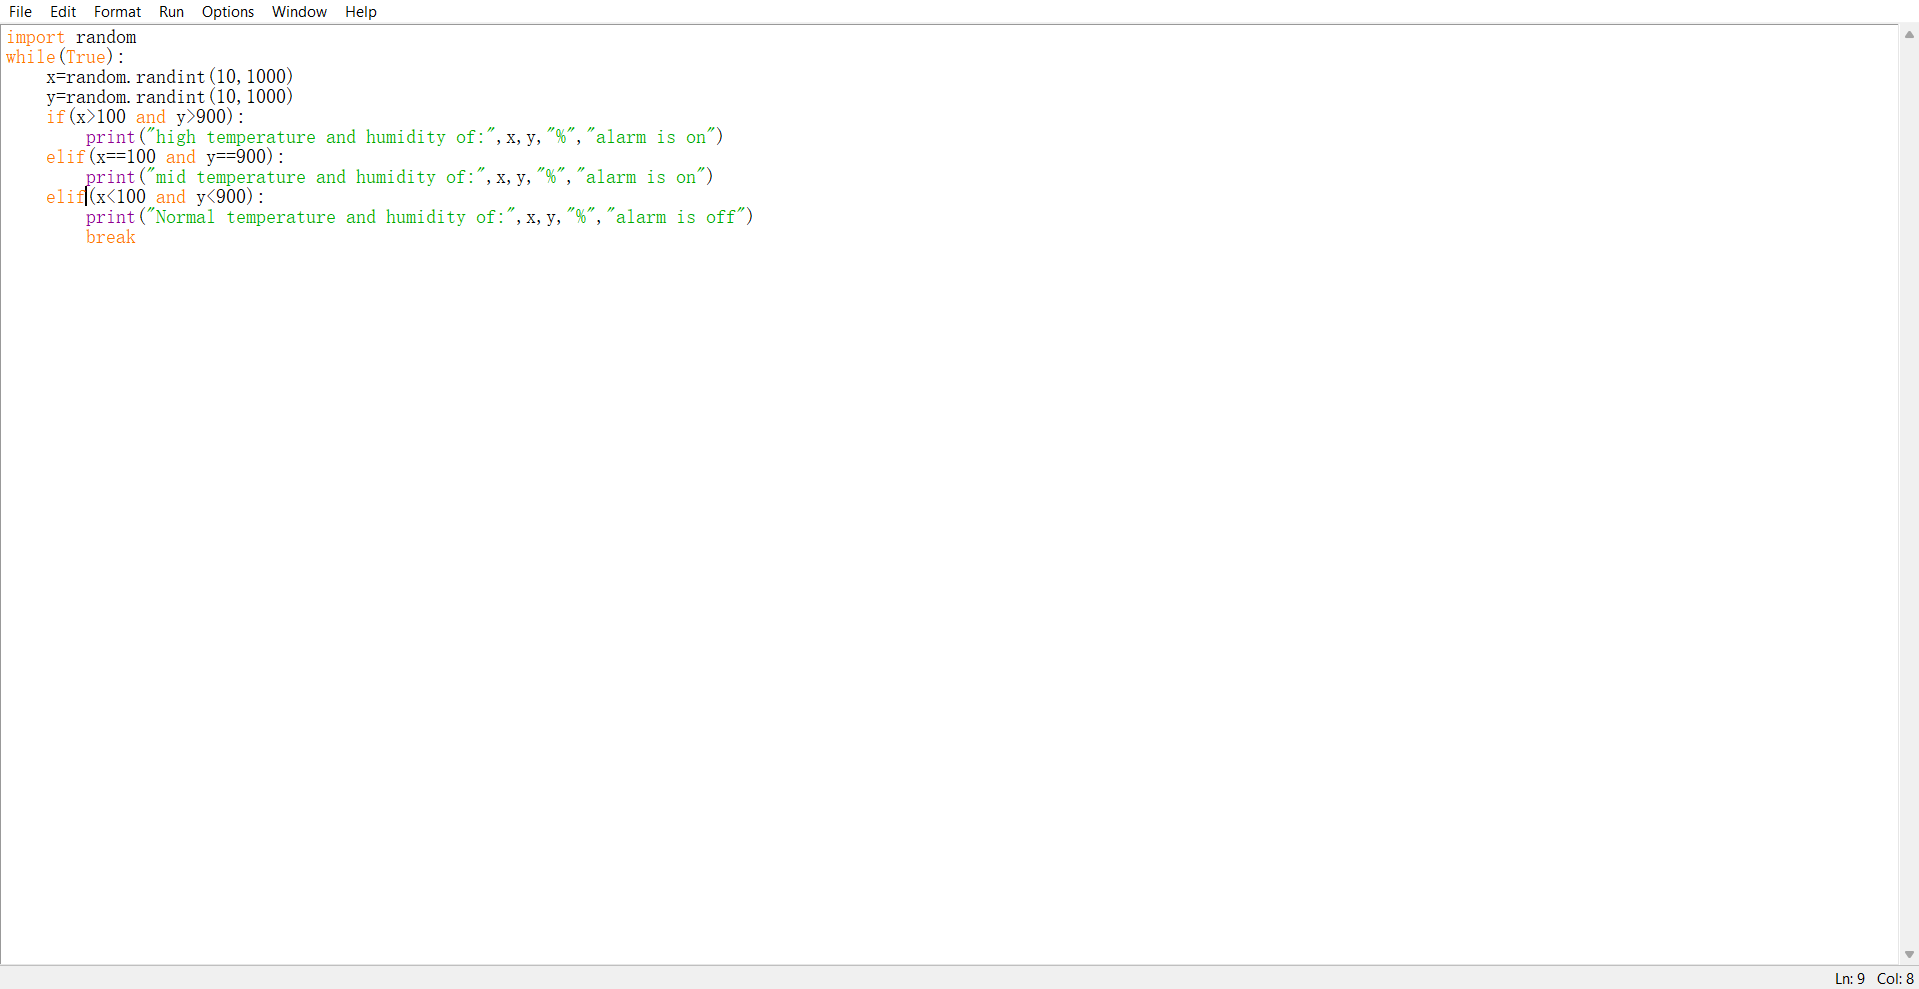 File Edit Format Run Options Window Help
import random
while(True):
    x=random.randint(10,1000)
    y=random.randint(10,1000)
    if(x>100 and y>900):
        print("high temperature and humidity of:",x,y,"%","alarm is on")
    elif(x==100 and y==900):
        print("mid temperature and humidity of:",x,y,"%","alarm is on")
    elif(x<100 and y<900):
        print("Normal temperature and humidity of:",x,y,"%","alarm is off")
        break
Ln: 9 Col: 8